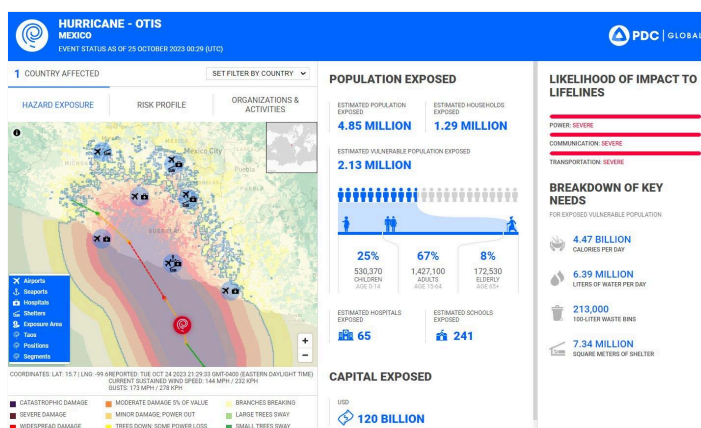 HURRICANE - OTIS
MEXICO
EVENT STATUS AS OF 25 OCTOBER 2023 00:29 (UTC)
PDC | GLOBAL
1 COUNTRY AFFECTED
SET FILTER BY COUNTRY
HAZARD EXPOSURE
RISK PROFILE
ORGANIZATIONS &
ACTIVITIES
Mexico City
Puebla
Airports
Seaports
Hospitals
Shelters
Exposure Area
Taos
Positions
Segments
COORDINATES: LAT: 15.7 | LNG: -99.6REPORTED: TUE OCT 24 2023 21:29:33 GMT-0400 (EASTERN DAYLIGHT TIME)
CURRENT SUSTAINED WIND SPEED: 144 MPH / 232 KPH
GUSTS: 173 MPH / 278 KPH
CATASTROPHIC DAMAGE
MODERATE DAMAGE 5% OF VALUE
BRANCHES BREAKING
SEVERE DAMAGE
MINOR DAMAGE; POWER OUT
LARGE TREES SWAY
WIDESPREAD DAMAGE
TREES DOWN; SOME POWER LOSS
SMALL TREES SWAY
POPULATION EXPOSED
ESTIMATED POPULATION
EXPOSED
4.85 MILLION
ESTIMATED HOUSEHOLDS
EXPOSED
1.29 MILLION
ESTIMATED VULNERABLE POPULATION EXPOSED
2.13 MILLION
25%
530,370
CHILDREN
AGE 0-14
67%
1,427,100
ADULTS
AGE 15-64
8%
172,530
ELDERLY
AGE 65+
ESTIMATED HOSPITALS
EXPOSED
65
ESTIMATED SCHOOLS
EXPOSED
241
CAPITAL EXPOSED
USD
120 BILLION
LIKELIHOOD OF IMPACT TO
LIFELINES
POWER: SEVERE
COMMUNICATION: SEVERE
TRANSPORTATION: SEVERE
BREAKDOWN OF KEY
NEEDS
FOR EXPOSED VULNERABLE POPULATION
4.47 BILLION
CALORIES PER DAY
6.39 MILLION
LITERS OF WATER PER DAY
213,000
100-LITER WASTE BINS
7.34 MILLION
SQUARE METERS OF SHELTER